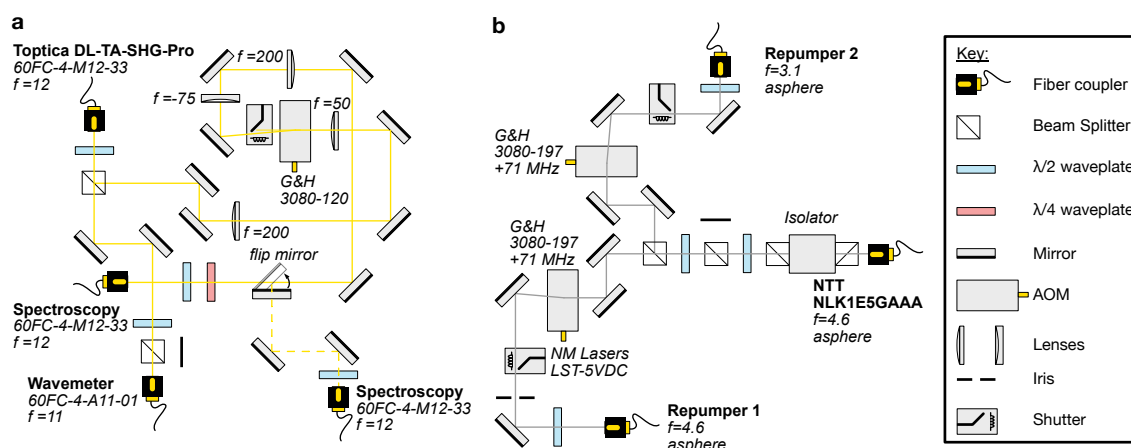 a
Toptica DL-TA-SHG-Pro
60FC-4-M12-33
f =12
f =200
f =-75
f =50
G&H
3080-120
f =200
flip mirror
Spectroscopy
60FC-4-M12-33
f =12
Wavemeter
60FC-4-A11-01
f =11
Spectroscopy
60FC-4-M12-33
f =12
b
Repumper 2
f=3.1
asphere
G&H
3080-197
+71 MHz
G&H
3080-197
+71 MHz
Isolator
NTT
NLK1E5GAAA
f=4.6
asphere
NM Lasers
LST-5VDC
Repumper 1
f=4.6
asphere
Key:
Fiber coupler
Beam Splitter
λ/2 waveplate
λ/4 waveplate
Mirror
AOM
Lenses
Iris
Shutter